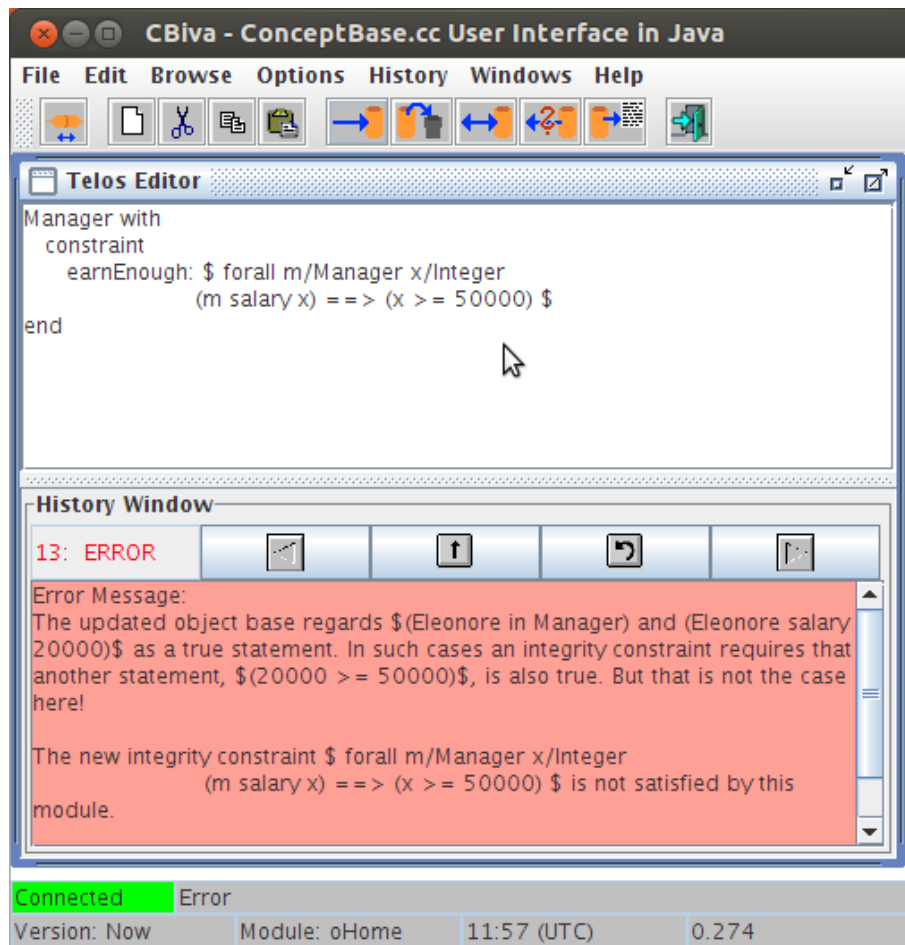 CBiva - ConceptBase.cc User Interface in Java
File Edit Browse Options History Windows Help
Telos Editor
Manager with
constraint
earnEnough: $ forall m/Manager x/Integer
(m salary x) ==> (x >= 50000) $
end
History Window
13: ERROR
Error Message:
The updated object base regards $(Eleonore in Manager) and (Eleonore salary
20000)$ as a true statement. In such cases an integrity constraint requires that
another statement, $(20000 >= 50000)$, is also true. But that is not the case
here!
The new integrity constraint $ forall m/Manager x/Integer
(m salary x) ==> (x >= 50000) $ is not satisfied by this
module.
Connected Error
Version: Now Module: oHome 11:57 (UTC) 0.274